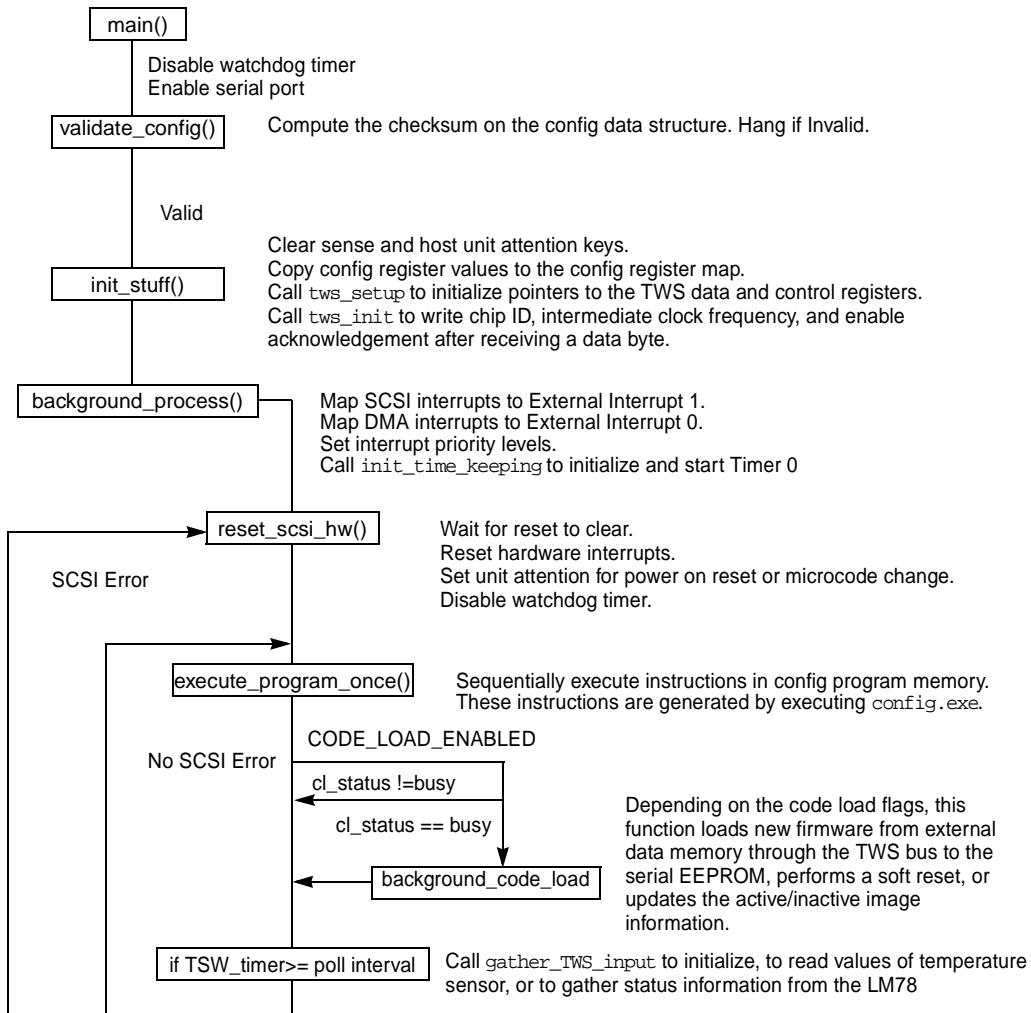 main()
Disable watchdog timer
Enable serial port
validate_config()
Compute the checksum on the config data structure. Hang if Invalid.
Valid
Clear sense and host unit attention keys.
Copy config register values to the config register map.
init_stuff()
Call tws_setup to initialize pointers to the TWS data and control registers.
Call tws_init to write chip ID, intermediate clock frequency, and enable
acknowledgement after receiving a data byte.
background_process()
Map SCSI interrupts to External Interrupt 1.
Map DMA interrupts to External Interrupt 0.
Set interrupt priority levels.
Call init_time_keeping to initialize and start Timer 0
reset_scsi_hw()
Wait for reset to clear.
Reset hardware interrupts.
Set unit attention for power on reset or microcode change.
Disable watchdog timer.
SCSI Error
execute_program_once()
Sequentially execute instructions in config program memory.
These instructions are generated by executing config.exe.
CODE_LOAD_ENABLED
No SCSI Error
cl_status !=busy
cl_status == busy
background_code_load
Depending on the code load flags, this
function loads new firmware from external
data memory through the TWS bus to the
serial EEPROM, performs a soft reset, or
updates the active/inactive image
information.
if TSW_timer>= poll interval
Call gather_TWS_input to initialize, to read values of temperature
sensor, or to gather status information from the LM78